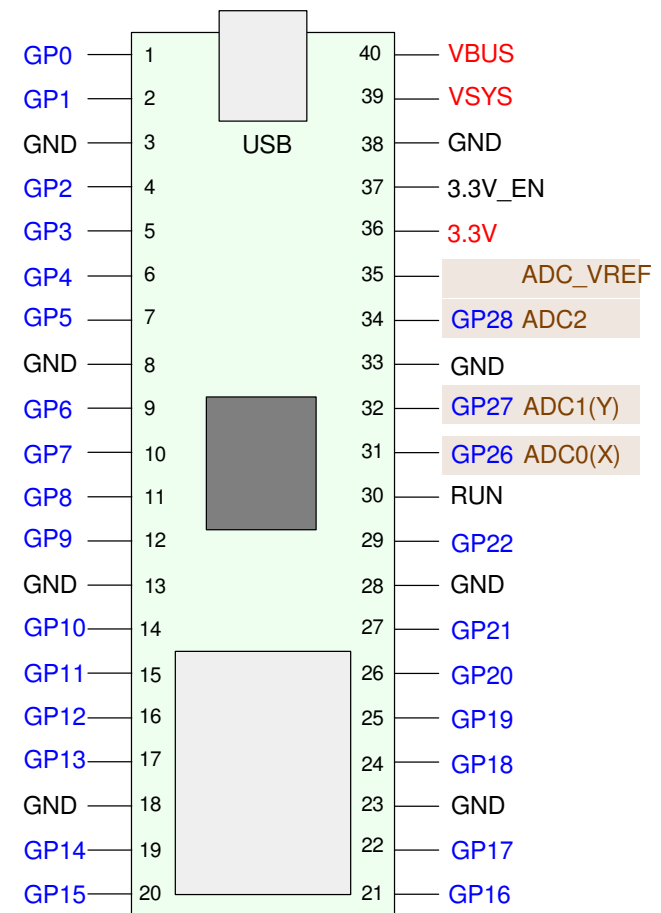 GP0 1 40 VBUS
GP1 2 39 VSYS
GND 3 USB 38 GND
GP2 4 37 3.3V_EN
GP3 5 36 3.3V
GP4 6 35 ADC_VREF
GP5 7 34 GP28 ADC2
GND 8 33 GND
GP6 9 32 GP27 ADC1(Y)
GP7 10 31 GP26 ADC0(X)
GP8 11 30 RUN
GP9 12 29 GP22
GND 13 28 GND
GP10 14 27 GP21
GP11 15 26 GP20
GP12 16 25 GP19
GP13 17 24 GP18
GND 18 23 GND
GP14 19 22 GP17
GP15 20 21 GP16